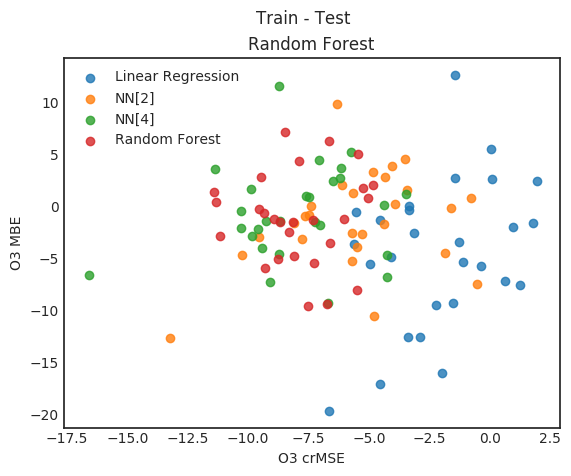 Train - Test
Random Forest
Linear Regression
NN[2]
NN[4]
Random Forest
10
5
0
−5
−10
−15
−20
O3 MBE
−17.5
−15.0
−12.5
−10.0
−7.5
−5.0
−2.5
0.0
2.5
O3 crMSE